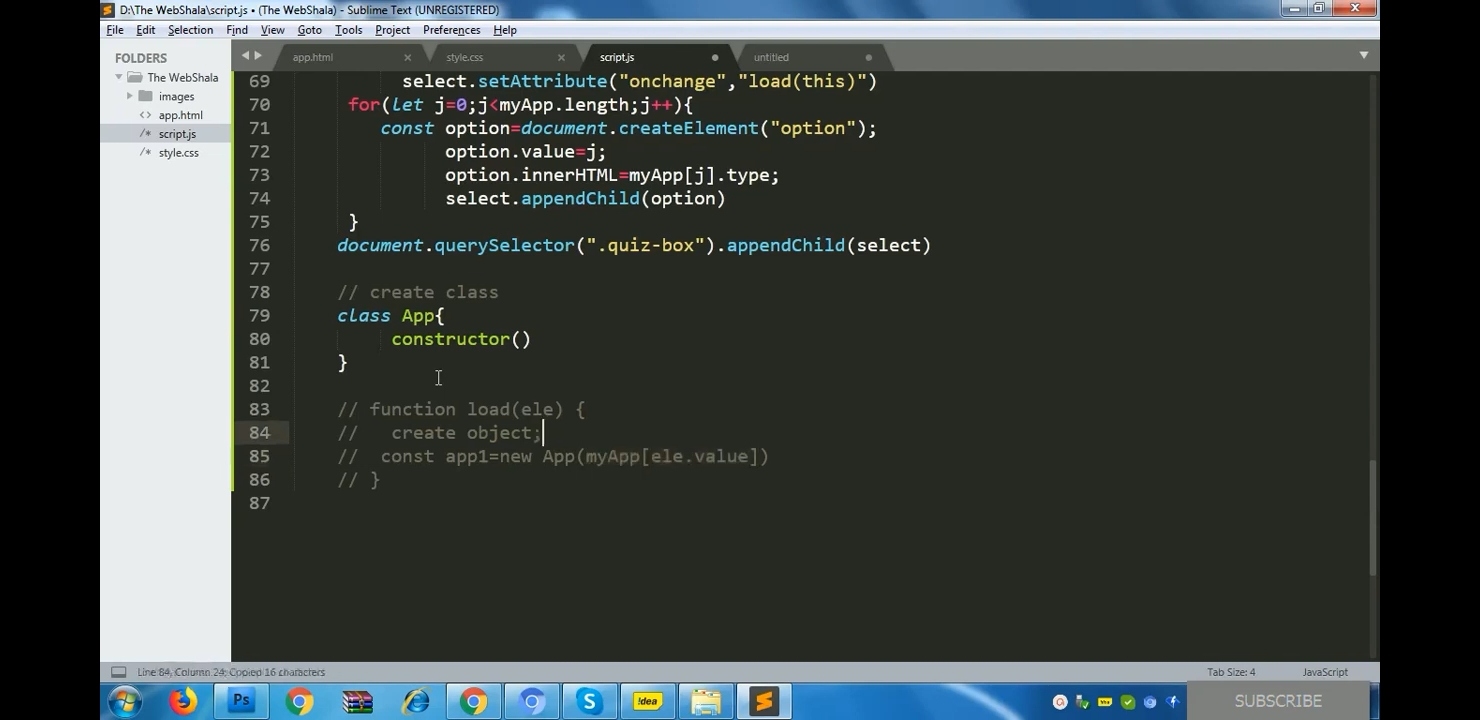 D:\The WebShala\script.js • (The WebShala) - Sublime Text (UNREGISTERED)
File Edit Selection Find View Goto Tools Project Preferences Help
FOLDERS
The WebShala
images
app.html
script.js
style.css
app.html style.css script.js untitled
69 select.setAttribute("onchange","load(this)")
70 for(let j=0;j<myApp.length;j++){
71 const option=document.createElement("option");
72 option.value=j;
73 option.innerHTML=myApp[j].type;
74 select.appendChild(option)
75 }
76 document.querySelector(".quiz-box").appendChild(select)
77
78 // create class
79 class App{
80 constructor()
81 }
82
83 // function load(ele) {
84 // create object;
85 // const app1=new App(myApp[ele.value])
86 // }
87
Line 84, Column 24; Copied 16 characters
Tab Size: 4 JavaScript
Ps
!dea
SUBSCRIBE